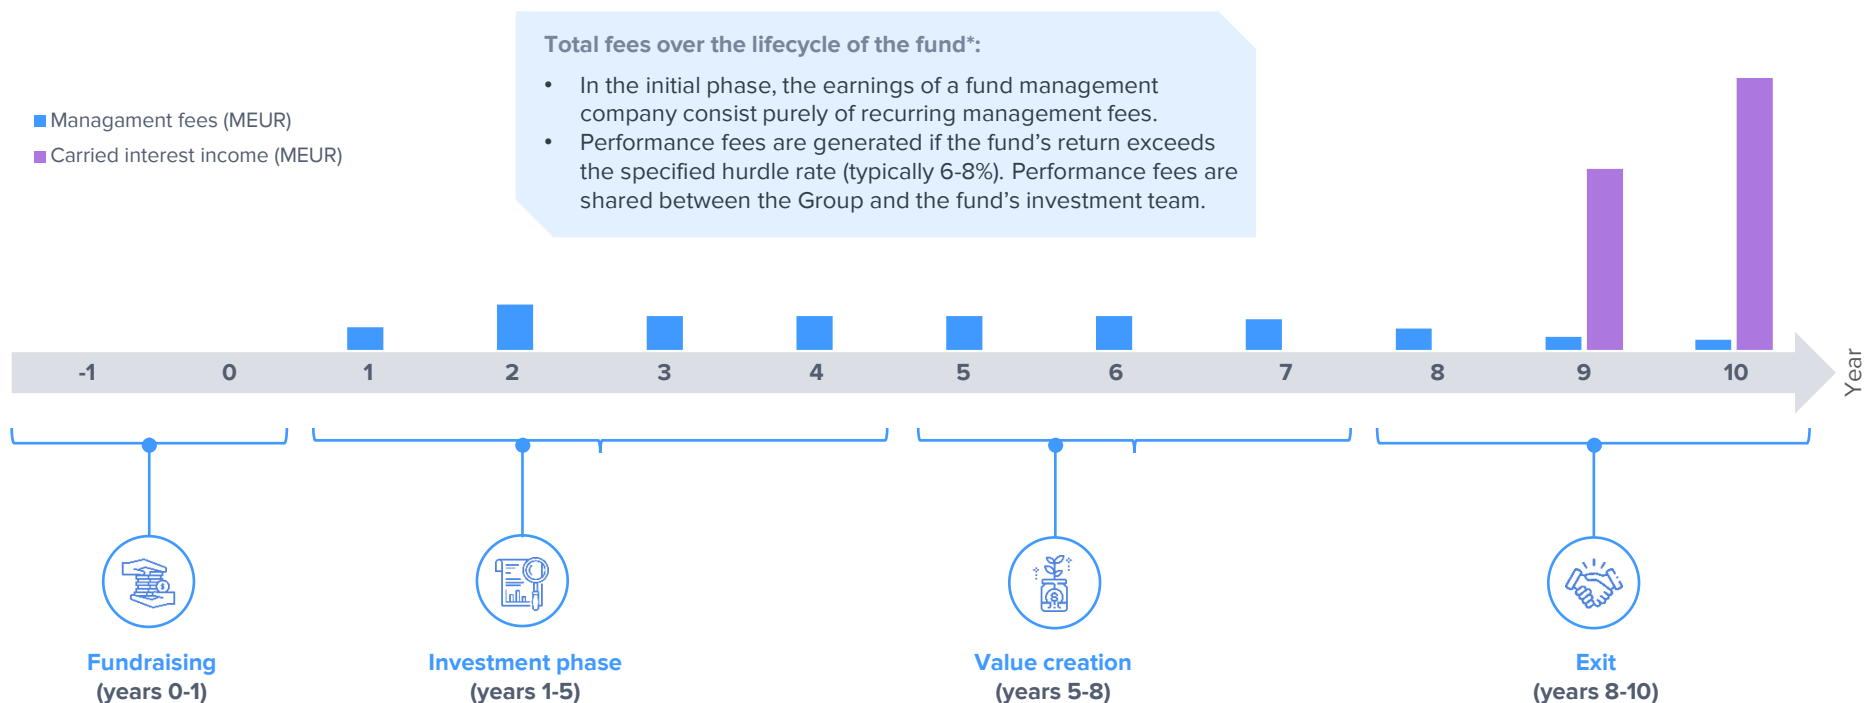 Total fees over the lifecycle of the fund*:
• In the initial phase, the earnings of a fund management
company consist purely of recurring management fees.
• Performance fees are generated if the fund's return exceeds
the specified hurdle rate (typically 6-8%). Performance fees are
shared between the Group and the fund's investment team.
Managament fees (MEUR)
Carried interest income (MEUR)
-1 0 1 2 3 4 5 6 7 8 9 10
Year
Fundraising
(years 0-1)
Investment phase
(years 1-5)
Value creation
(years 5-8)
Exit
(years 8-10)